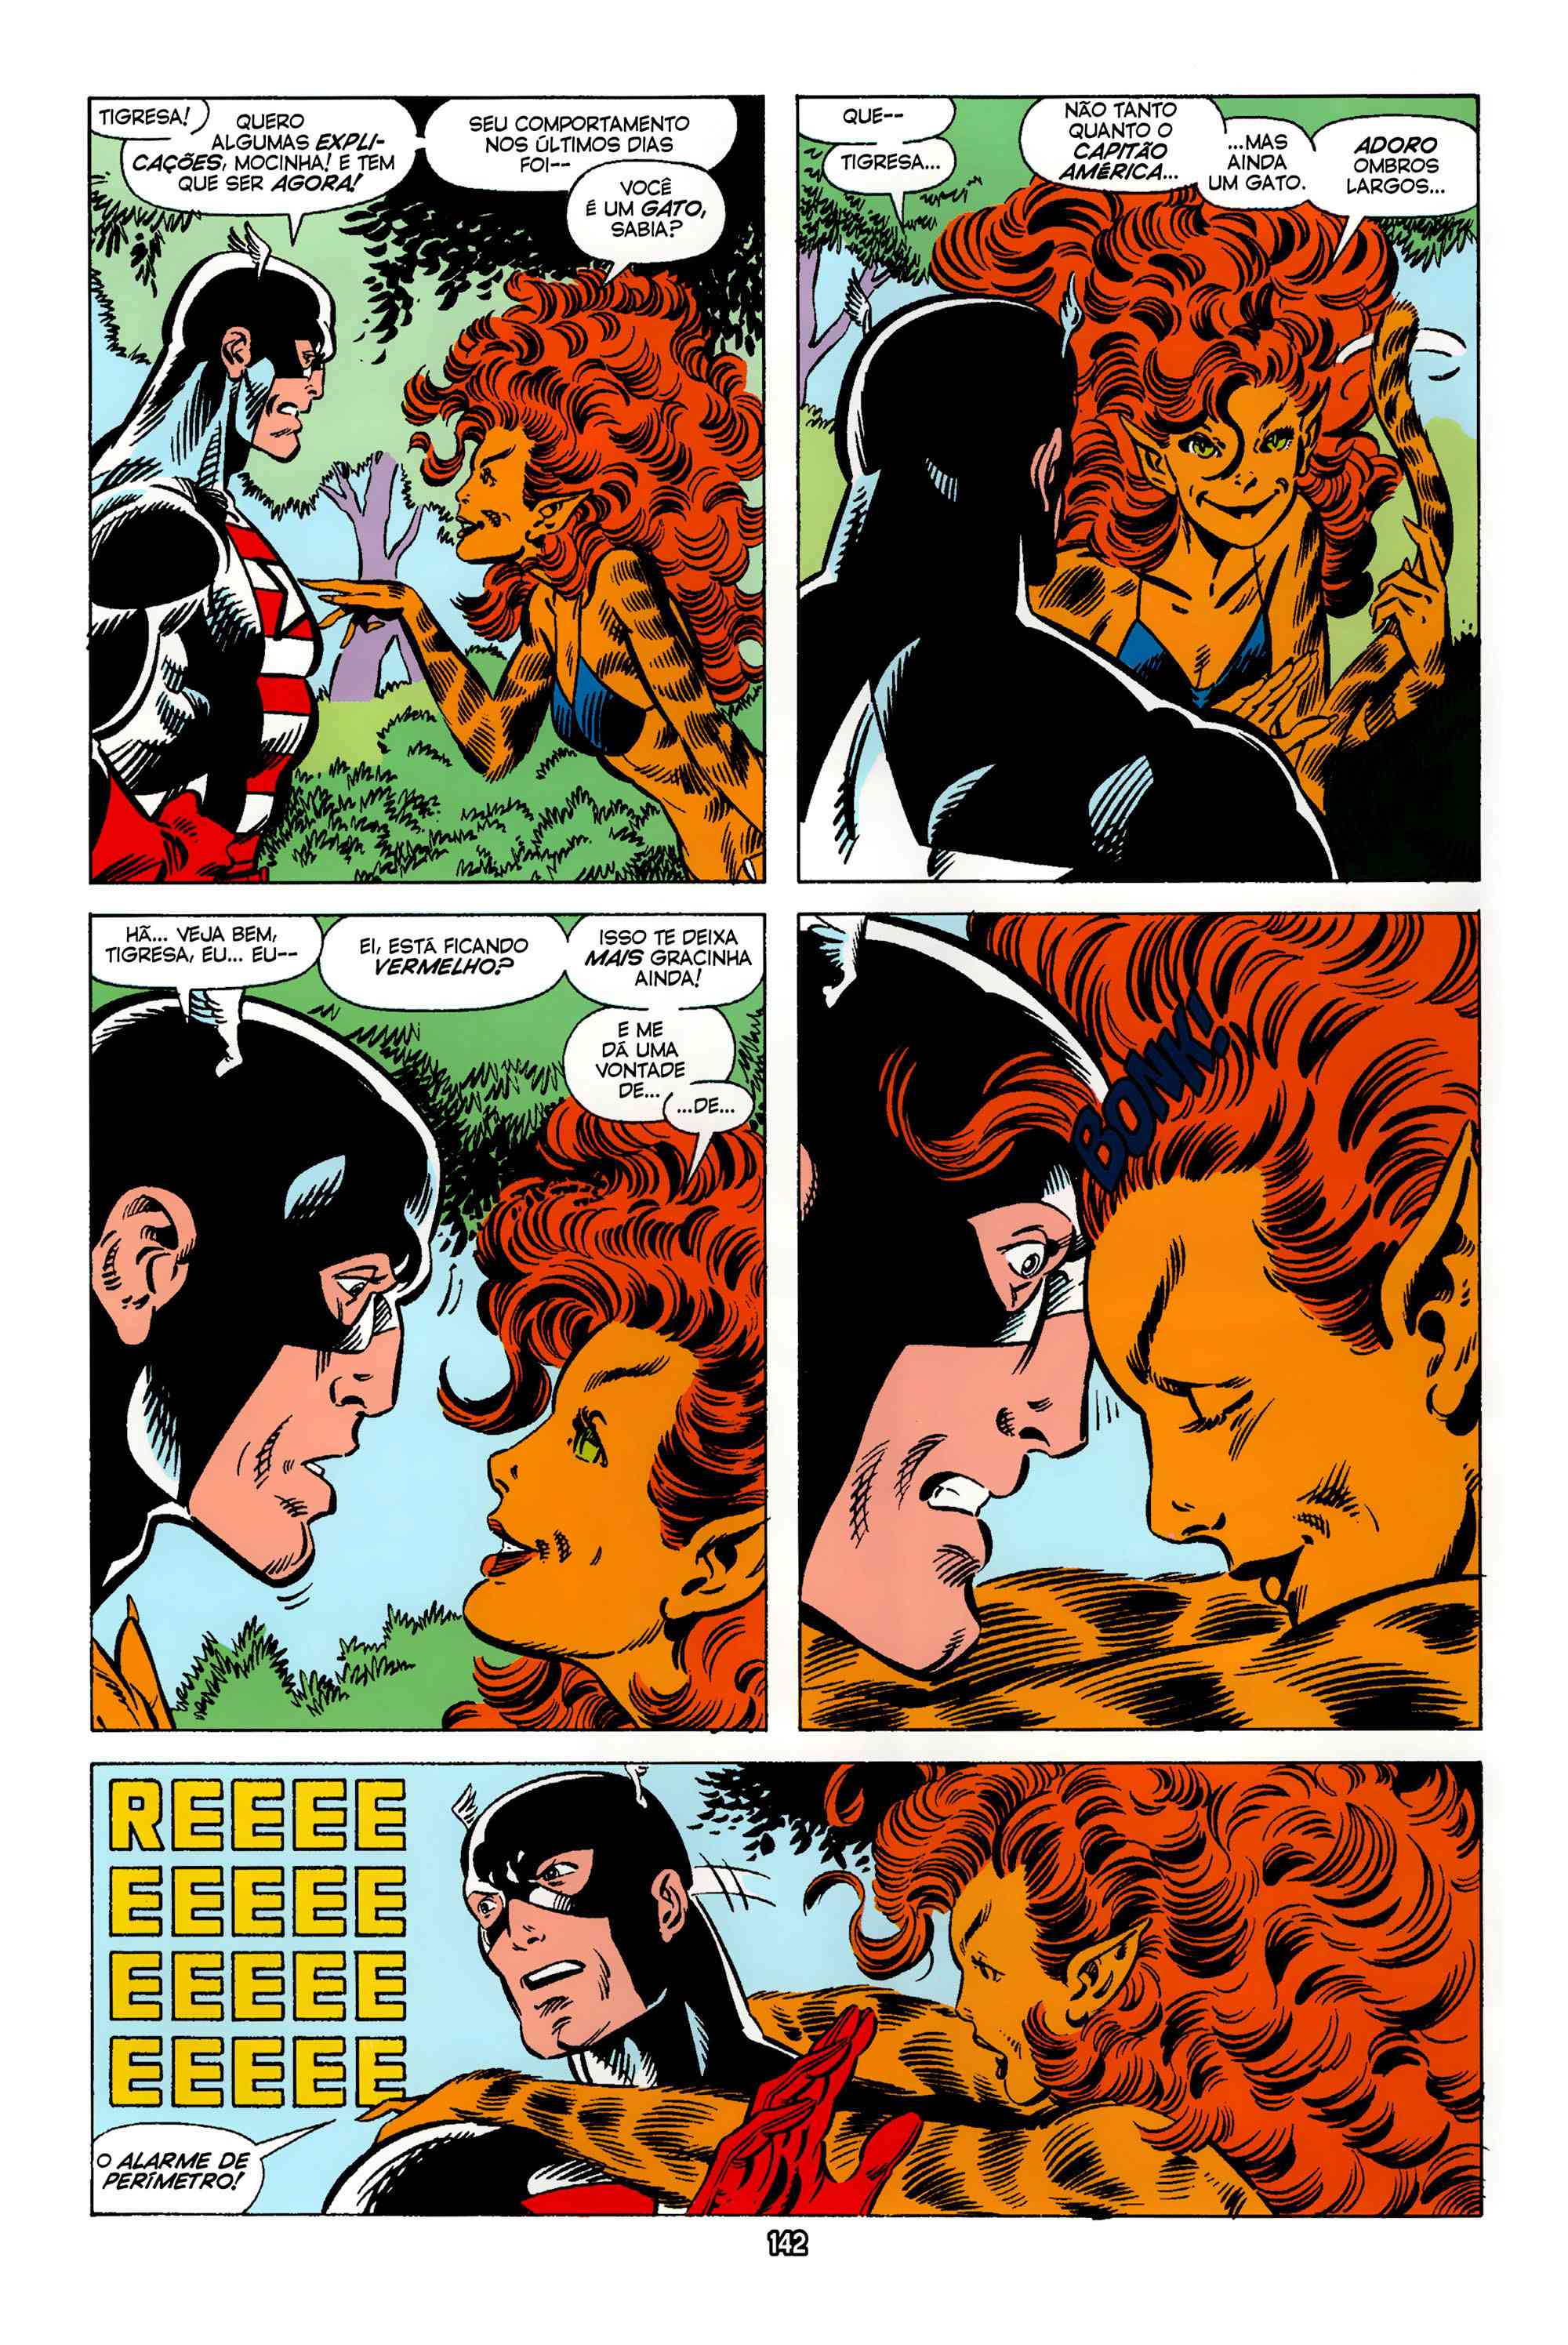 TIGRESA!
QUERO
ALGUMAS EXPLI-
CAÇÕES, MOCINHA! E TEM
QUE SER AGORA!
SEU COMPORTAMENTO
NOS ÚLTIMOS DIAS
FOI--
VOCÊ
É UM GATO,
SABIA?
QUE--
TIGRESA...
NÃO TANTO
QUANTO O
CAPITÃO
AMÉRICA...
...MAS
AINDA
UM GATO.
ADORO
OMBROS
LARGOS...
HÃ... VEJA BEM,
TIGRESA, EU... EU--
EI, ESTÁ FICANDO
VERMELHO?
ISSO TE DEIXA
MAIS GRACINHA
AINDA!
E ME
DÁ UMA
VONTADE
DE...
...DE...
BONK!
REEEE
EEEEE
EEEEE
EEEEE
O ALARME DE
PERÍMETRO!
142